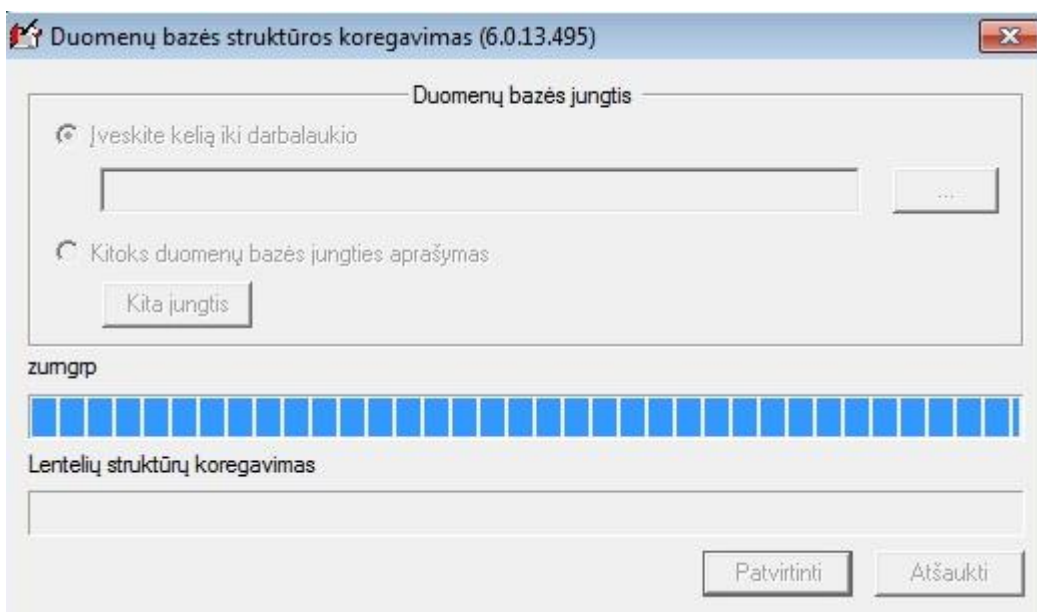 Duomenų bazės struktūros koregavimas (6.0.13.495)
Duomenų bazės jungtis
Įveskite kelią iki darbalaukio
...
Kitoks duomenų bazės jungties aprašymas
Kita jungtis
zurngrp
Lentelių struktūrų koregavimas
Patvirtinti
Atšaukti